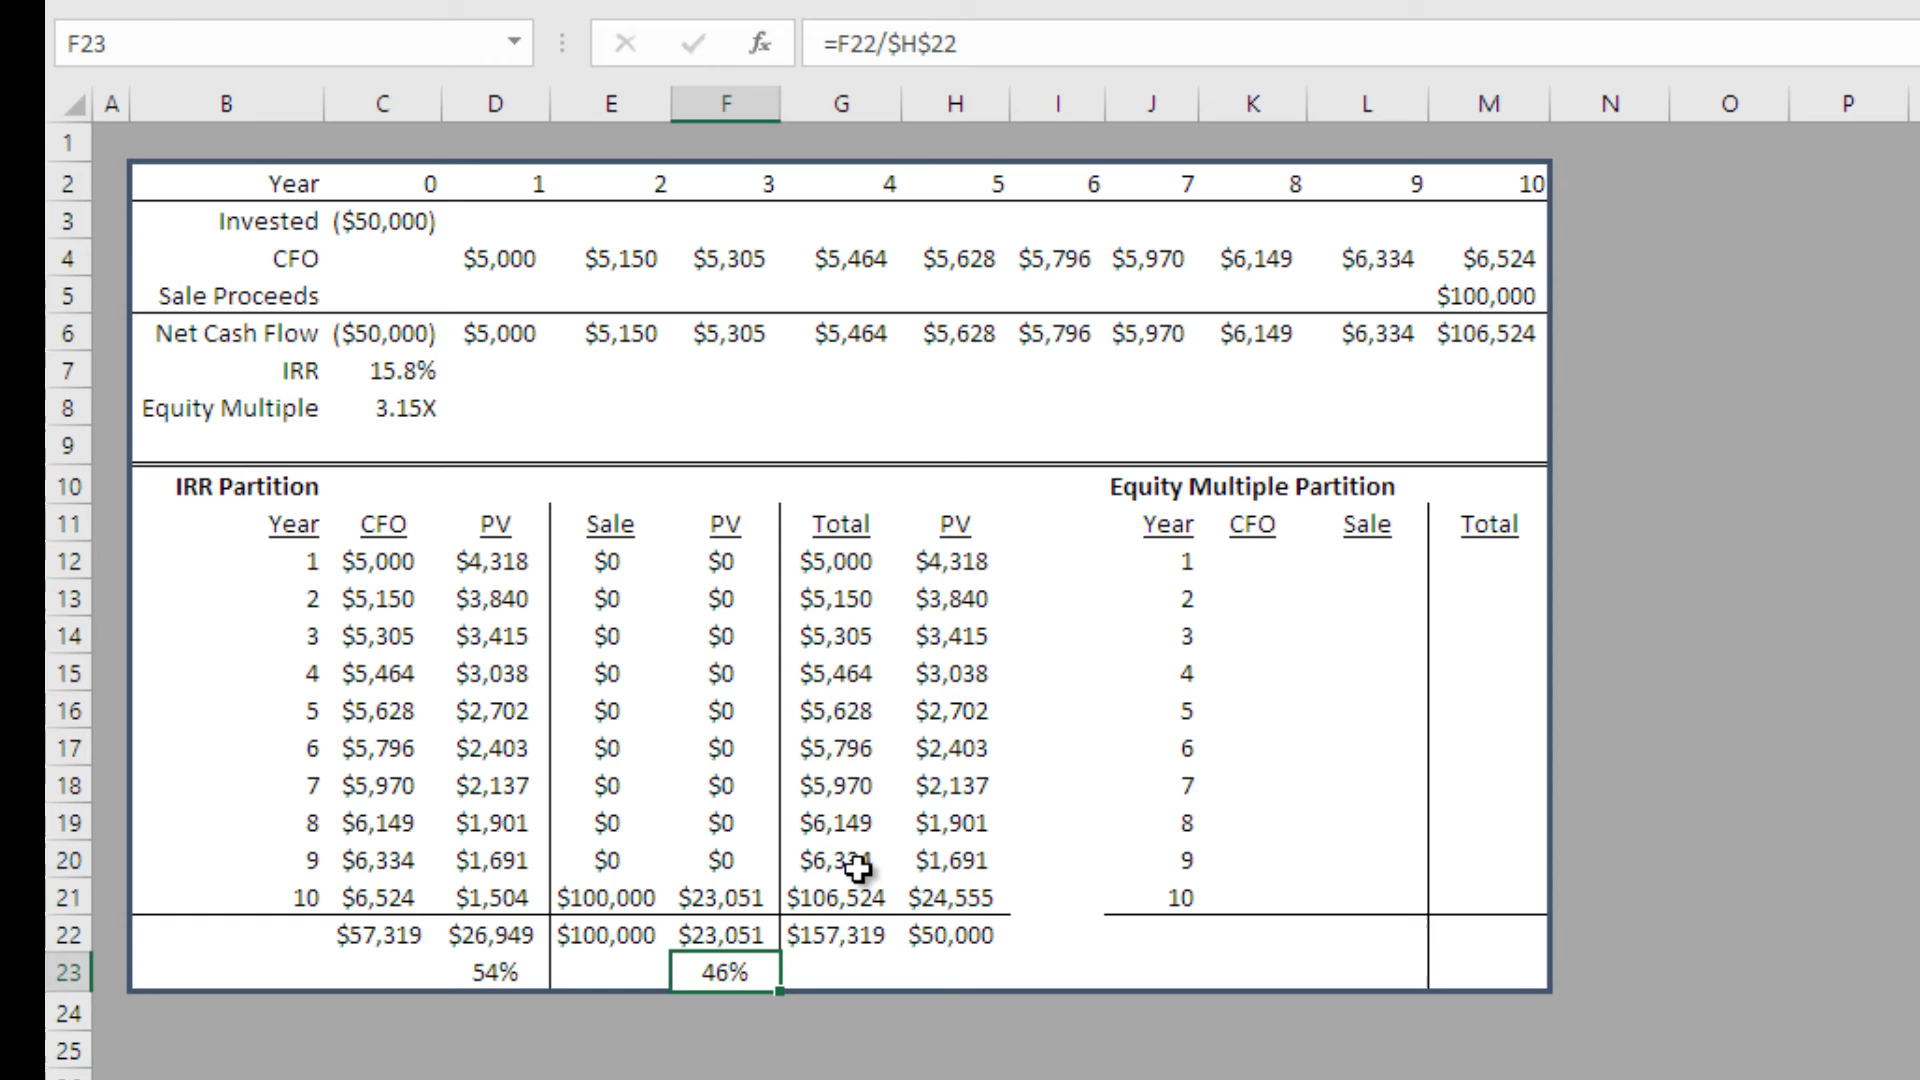 F23 fx =F22/$H$22
A B C D E F G H I J K L M N O P
1
2 Year 0 1 2 3 4 5 6 7 8 9 10
3 Invested ($50,000)
4 CFO $5,000 $5,150 $5,305 $5,464 $5,628 $5,796 $5,970 $6,149 $6,334 $6,524
5 Sale Proceeds $100,000
6 Net Cash Flow ($50,000) $5,000 $5,150 $5,305 $5,464 $5,628 $5,796 $5,970 $6,149 $6,334 $106,524
7 IRR 15.8%
8 Equity Multiple 3.15X
9
10 IRR Partition Equity Multiple Partition
11 Year CFO PV Sale PV Total PV Year CFO Sale Total
12 1 $5,000 $4,318 $0 $0 $5,000 $4,318 1
13 2 $5,150 $3,840 $0 $0 $5,150 $3,840 2
14 3 $5,305 $3,415 $0 $0 $5,305 $3,415 3
15 4 $5,464 $3,038 $0 $0 $5,464 $3,038 4
16 5 $5,628 $2,702 $0 $0 $5,628 $2,702 5
17 6 $5,796 $2,403 $0 $0 $5,796 $2,403 6
18 7 $5,970 $2,137 $0 $0 $5,970 $2,137 7
19 8 $6,149 $1,901 $0 $0 $6,149 $1,901 8
20 9 $6,334 $1,691 $0 $0 $6,334 $1,691 9
21 10 $6,524 $1,504 $100,000 $23,051 $106,524 $24,555 10
22 $57,319 $26,949 $100,000 $23,051 $157,319 $50,000
23 54% 46%
24
25